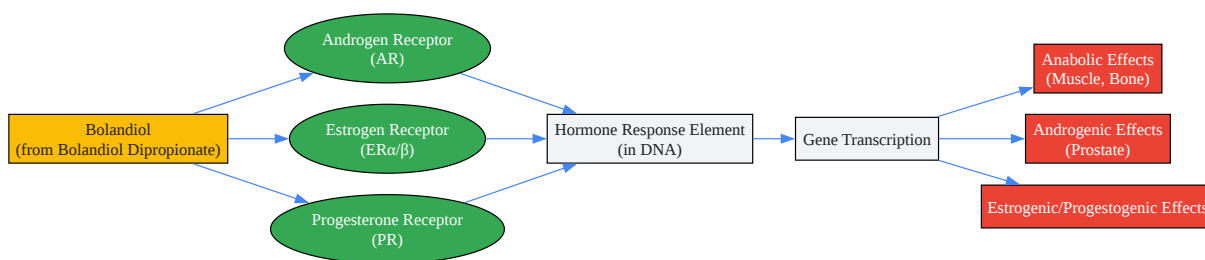 Bolandiol
(from Bolandiol Dipropionate)
Androgen Receptor
(AR)
Estrogen Receptor
(ERα/β)
Progesterone Receptor
(PR)
Hormone Response Element
(in DNA)
Gene Transcription
Anabolic Effects
(Muscle, Bone)
Androgenic Effects
(Prostate)
Estrogenic/Progestogenic Effects